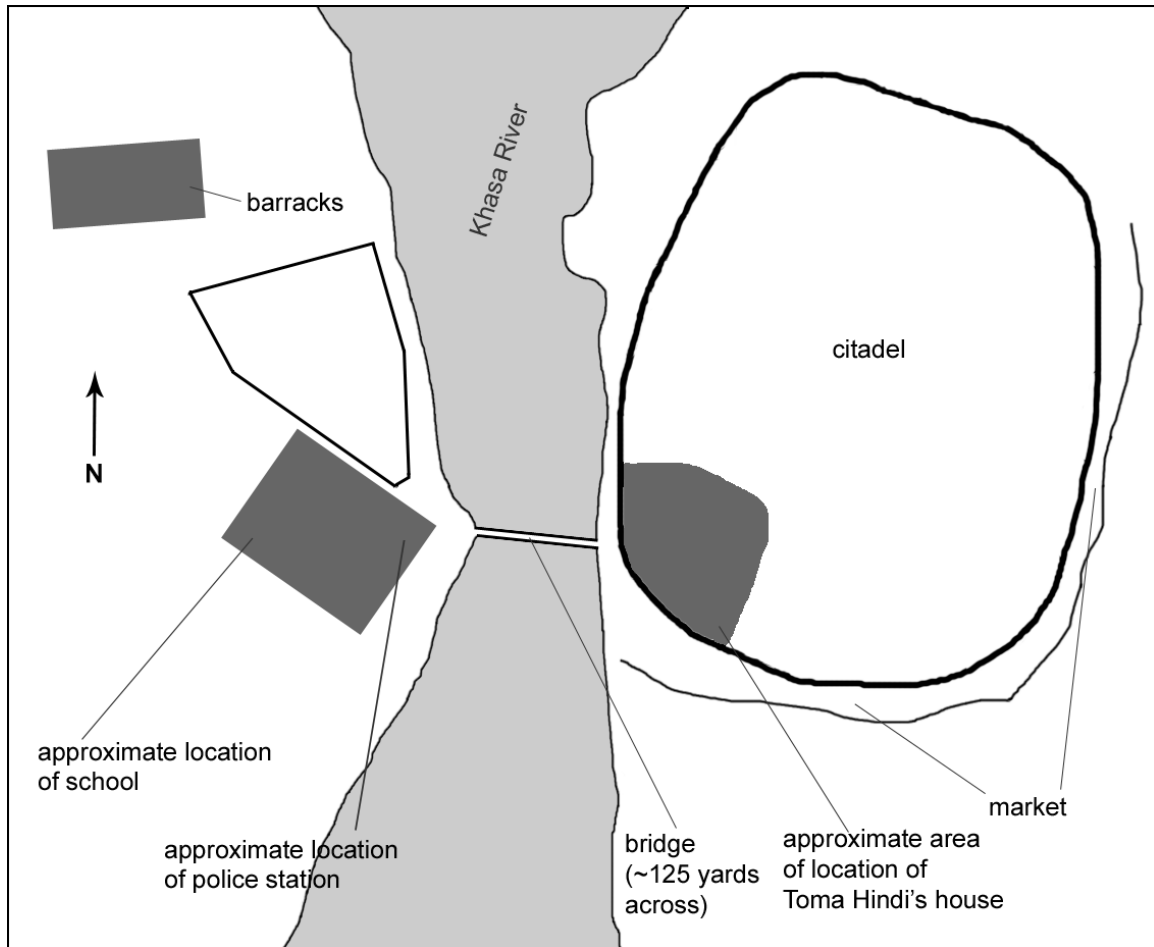 Khasa River
barracks
citadel
N
approximate location
of school
approximate location
of police station
bridge
(~125 yards
across)
market
approximate area
of location of
Toma Hindi's house